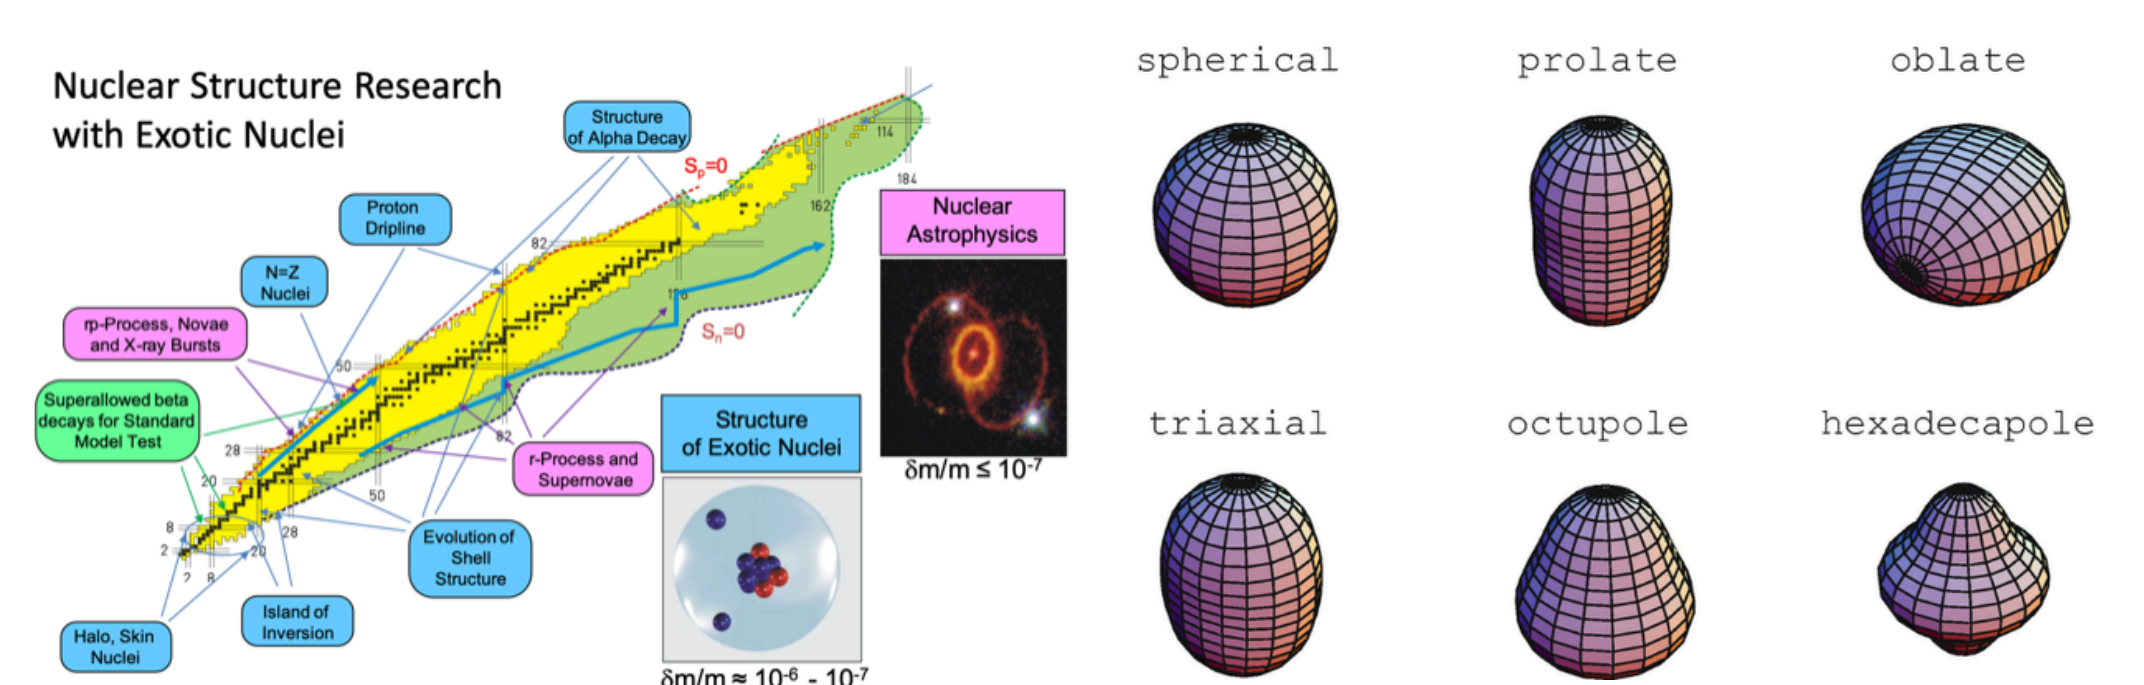 Nuclear Structure Research
with Exotic Nuclei
Structure
of Alpha Decay
Proton
Dripline
N=Z
Nuclei
rp-Process, Novae
and X-ray Bursts
Superallowed beta
decays for Standard
Model Test
Halo, Skin
Nuclei
Island of
Inversion
Evolution of
Shell
Structure
r-Process and
Supernovae
Sp=0
Sn=0
114
184
162
82
126
50
82
28
50
20
28
8
20
2
2
8
Nuclear
Astrophysics
δm/m ≤ 10-7
Structure
of Exotic Nuclei
δm/m ≈ 10-6 - 10-7
spherical
prolate
oblate
triaxial
octupole
hexadecapole